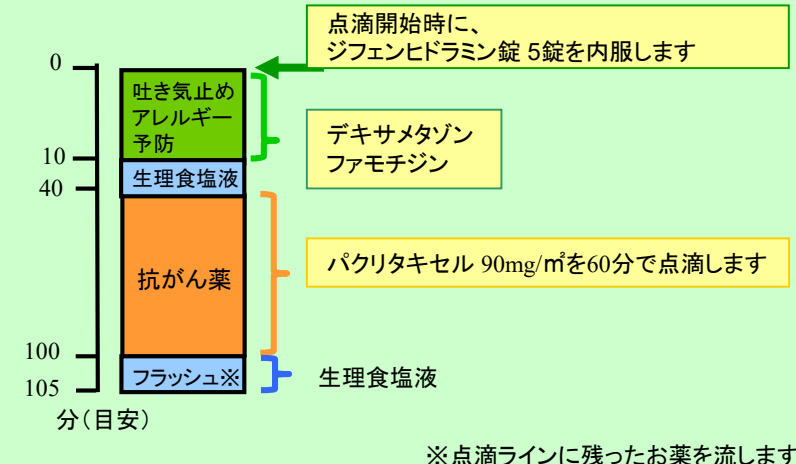 点滴開始時に、
ジフェンヒドラミン錠 5錠を内服します
0
吐き気止め
アレルギー
予防
デキサメタゾン
ファモチジン
10
生理食塩液
40
抗がん薬
パクリタキセル 90mg/㎡を60分で点滴します
100
フラッシュ※
生理食塩液
105
分(目安)
※点滴ラインに残ったお薬を流します